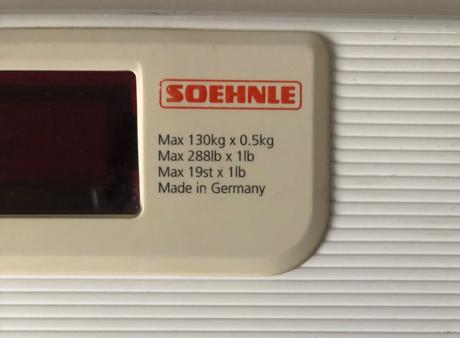 SOEHNLE
Max 130kg x 0.5kg
Max 288lb x 1lb
Max 19st x 1lb
Made in Germany